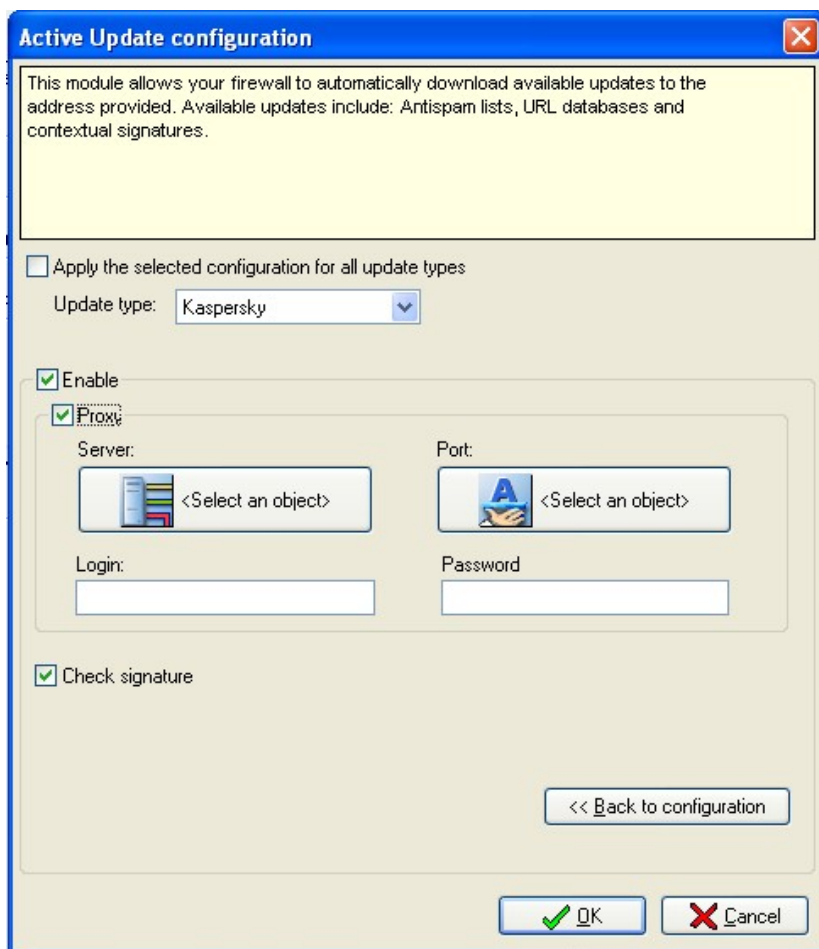 Active Update configuration
This module allows your firewall to automatically download available updates to the
address provided. Available updates include: Antispam lists, URL databases and
contextual signatures.
Apply the selected configuration for all update types
Update type: Kaspersky
Enable
Proxy
Server: Port:
<Select an object> <Select an object>
Login: Password
Check signature
<< Back to configuration
OK Cancel